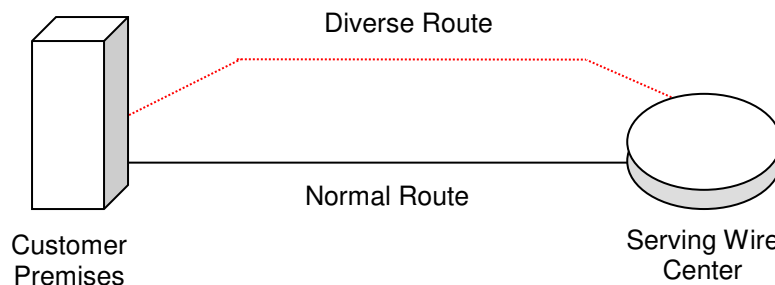 Diverse Route
Normal Route
Customer
Premises
Serving Wire
Center